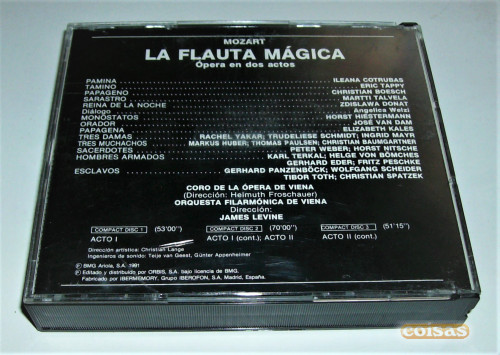 MOZART
LA FLAUTA MÁGICA
Ópera en dos actos
PAMINA ILEANA COTRUBAS
TAMINO ERIC TAPPY
PAPAGENO CHRISTIAN BOESCH
SARASTRO MARTTI TALVELA
REINA DE LA NOCHE ZDISLAWA DONAT
Diálogo Angelica Welzl
MONÓSTATOS HORST HIESTERMANN
ORADOR JOSÉ VAN DAM
PAPAGENA ELIZABETH KALES
TRES DAMAS RACHEL YAKAR; TRUDELIESE SCHMIDT; INGRID MAYR
TRES MUCHACHOS MARKUS HUBER; THOMAS PAULSEN; CHRISTIAN BAUMGARTNER
SACERDOTES PETER WEBER; HORST NITSCHE
HOMBRES ARMADOS KARL TERKAL; HELGE VON BÖMCHES
GERHARD EDER; FRITZ PESCHKE
ESCLAVOS GERHARD PANZENBÖCK; WOLFGANG SCHEIDER
TIBOR TOTH; CHRISTIAN SPATZEK
CORO DE LA ÓPERA DE VIENA
(Dirección: Helmuth Froschauer)
ORQUESTA FILARMÓNICA DE VIENA
Dirección:
JAMES LEVINE
COMPACT DISC 1 (53'00'') COMPACT DISC 2 (70'00'') COMPACT DISC 3 (51'15'')
ACTO I ACTO I (cont.); ACTO II ACTO II (cont.)
Dirección artística: Christian Lange
Ingenieros de sonido: Teije van Geest, Günter Appenheimer
Ⓟ BMG Ariola, S.A. 1991
Ⓟ Editado y distribuido por ORBIS, S.A. bajo licencia de BMG.
Fabricado por IBERMEMORY, Grupo IBEROFON, S.A, Madrid, España.
coisas